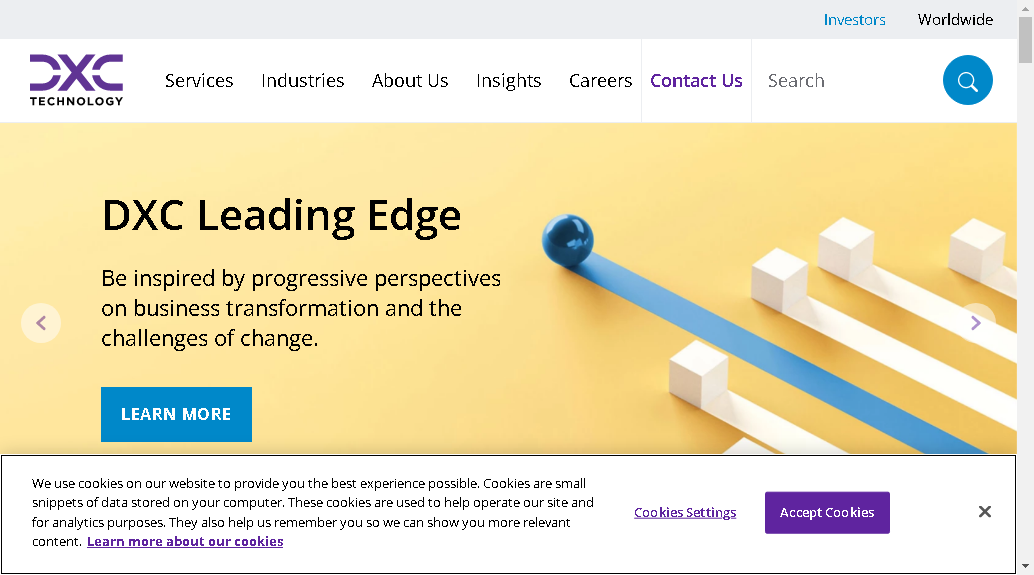 Investors Worldwide
DXC
TECHNOLOGY
Services Industries About Us Insights Careers Contact Us Search
DXC Leading Edge
Be inspired by progressive perspectives
on business transformation and the
challenges of change.
LEARN MORE
We use cookies on our website to provide you the best experience possible. Cookies are small
snippets of data stored on your computer. These cookies are used to help operate our site and
for analytics purposes. They also help us remember you so we can show you more relevant
content. Learn more about our cookies
Cookies Settings
Accept Cookies